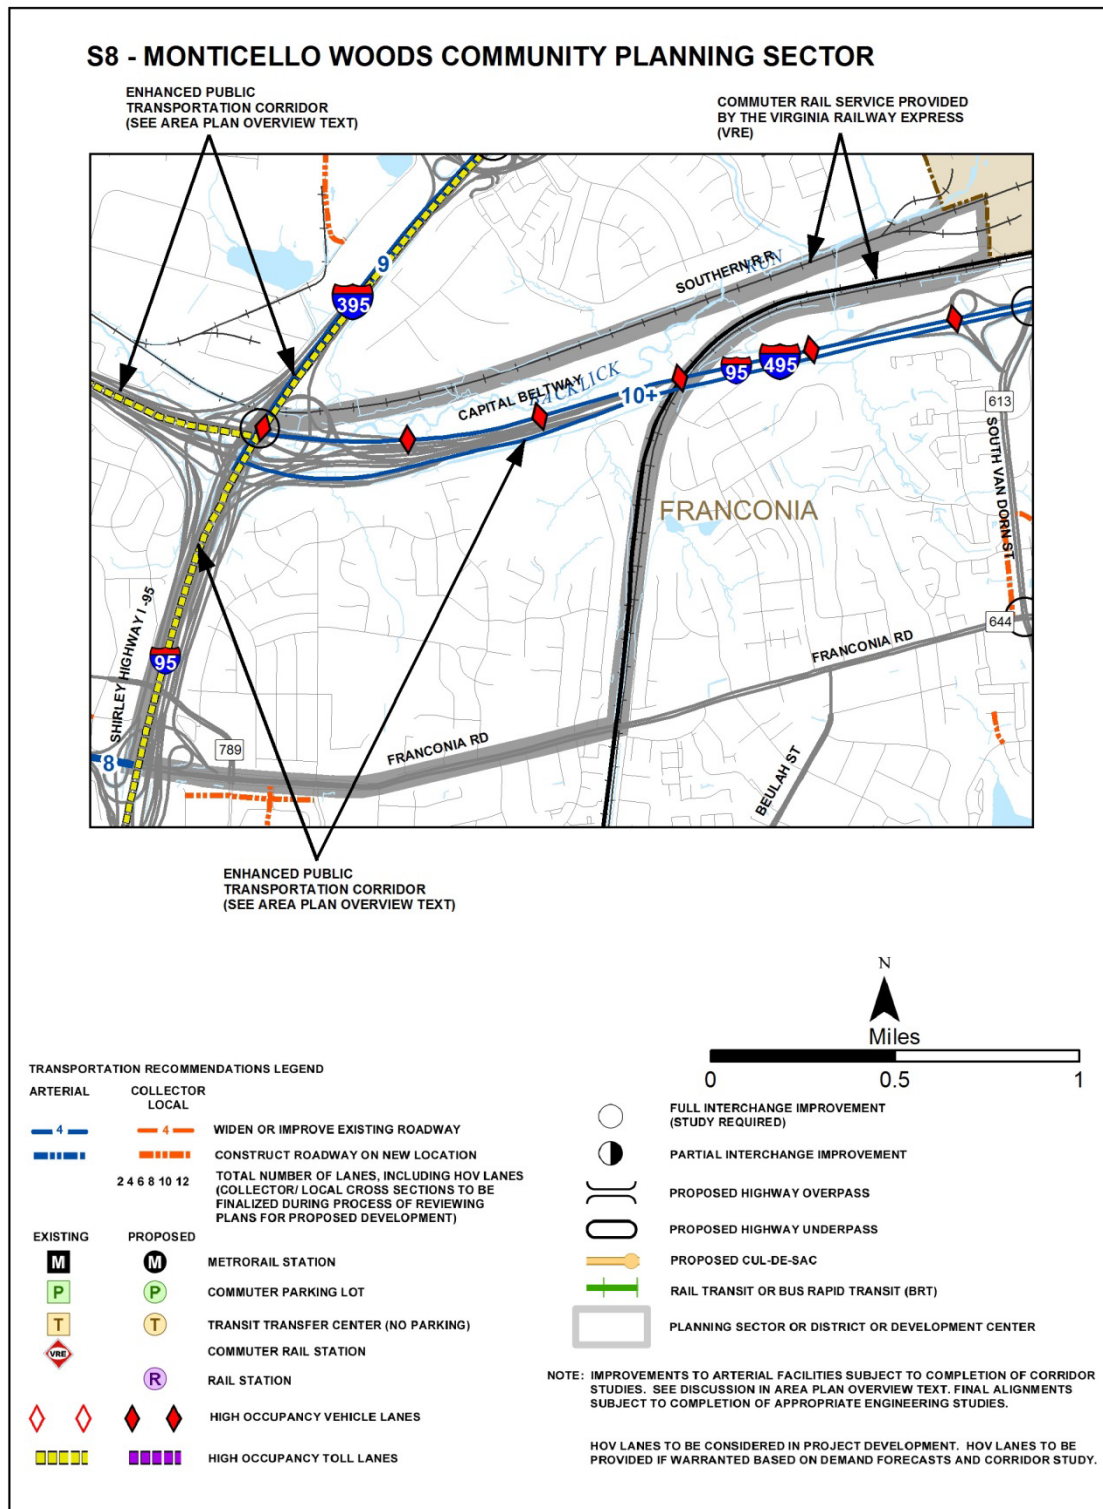 S8 - MONTICELLO WOODS COMMUNITY PLANNING SECTOR
ENHANCED PUBLIC
TRANSPORTATION CORRIDOR
(SEE AREA PLAN OVERVIEW TEXT)
COMMUTER RAIL SERVICE PROVIDED
BY THE VIRGINIA RAILWAY EXPRESS
(VRE)
9
395
SOUTHERN R.R.
RUN
CAPITAL BELTWAY
BACKLICK
10+
95
495
613
SOUTH VAN DORN ST
FRANCONIA
644
FRANCONIA RD
SHIRLEY HIGHWAY I -95
95
789
FRANCONIA RD
8
BEULAH ST
ENHANCED PUBLIC
TRANSPORTATION CORRIDOR
(SEE AREA PLAN OVERVIEW TEXT)
N
Miles
0 0.5 1
TRANSPORTATION RECOMMENDATIONS LEGEND
ARTERIAL
COLLECTOR
LOCAL
4 4 WIDEN OR IMPROVE EXISTING ROADWAY
CONSTRUCT ROADWAY ON NEW LOCATION
2 4 6 8 10 12 TOTAL NUMBER OF LANES, INCLUDING HOV LANES
(COLLECTOR/ LOCAL CROSS SECTIONS TO BE
FINALIZED DURING PROCESS OF REVIEWING
PLANS FOR PROPOSED DEVELOPMENT)
EXISTING PROPOSED
M M METRORAIL STATION
P P COMMUTER PARKING LOT
T T TRANSIT TRANSFER CENTER (NO PARKING)
VRE COMMUTER RAIL STATION
R RAIL STATION
HIGH OCCUPANCY VEHICLE LANES
HIGH OCCUPANCY TOLL LANES
FULL INTERCHANGE IMPROVEMENT
(STUDY REQUIRED)
PARTIAL INTERCHANGE IMPROVEMENT
PROPOSED HIGHWAY OVERPASS
PROPOSED HIGHWAY UNDERPASS
PROPOSED CUL-DE-SAC
RAIL TRANSIT OR BUS RAPID TRANSIT (BRT)
PLANNING SECTOR OR DISTRICT OR DEVELOPMENT CENTER
NOTE: IMPROVEMENTS TO ARTERIAL FACILITIES SUBJECT TO COMPLETION OF CORRIDOR
STUDIES. SEE DISCUSSION IN AREA PLAN OVERVIEW TEXT. FINAL ALIGNMENTS
SUBJECT TO COMPLETION OF APPROPRIATE ENGINEERING STUDIES.
HOV LANES TO BE CONSIDERED IN PROJECT DEVELOPMENT. HOV LANES TO BE
PROVIDED IF WARRANTED BASED ON DEMAND FORECASTS AND CORRIDOR STUDY.